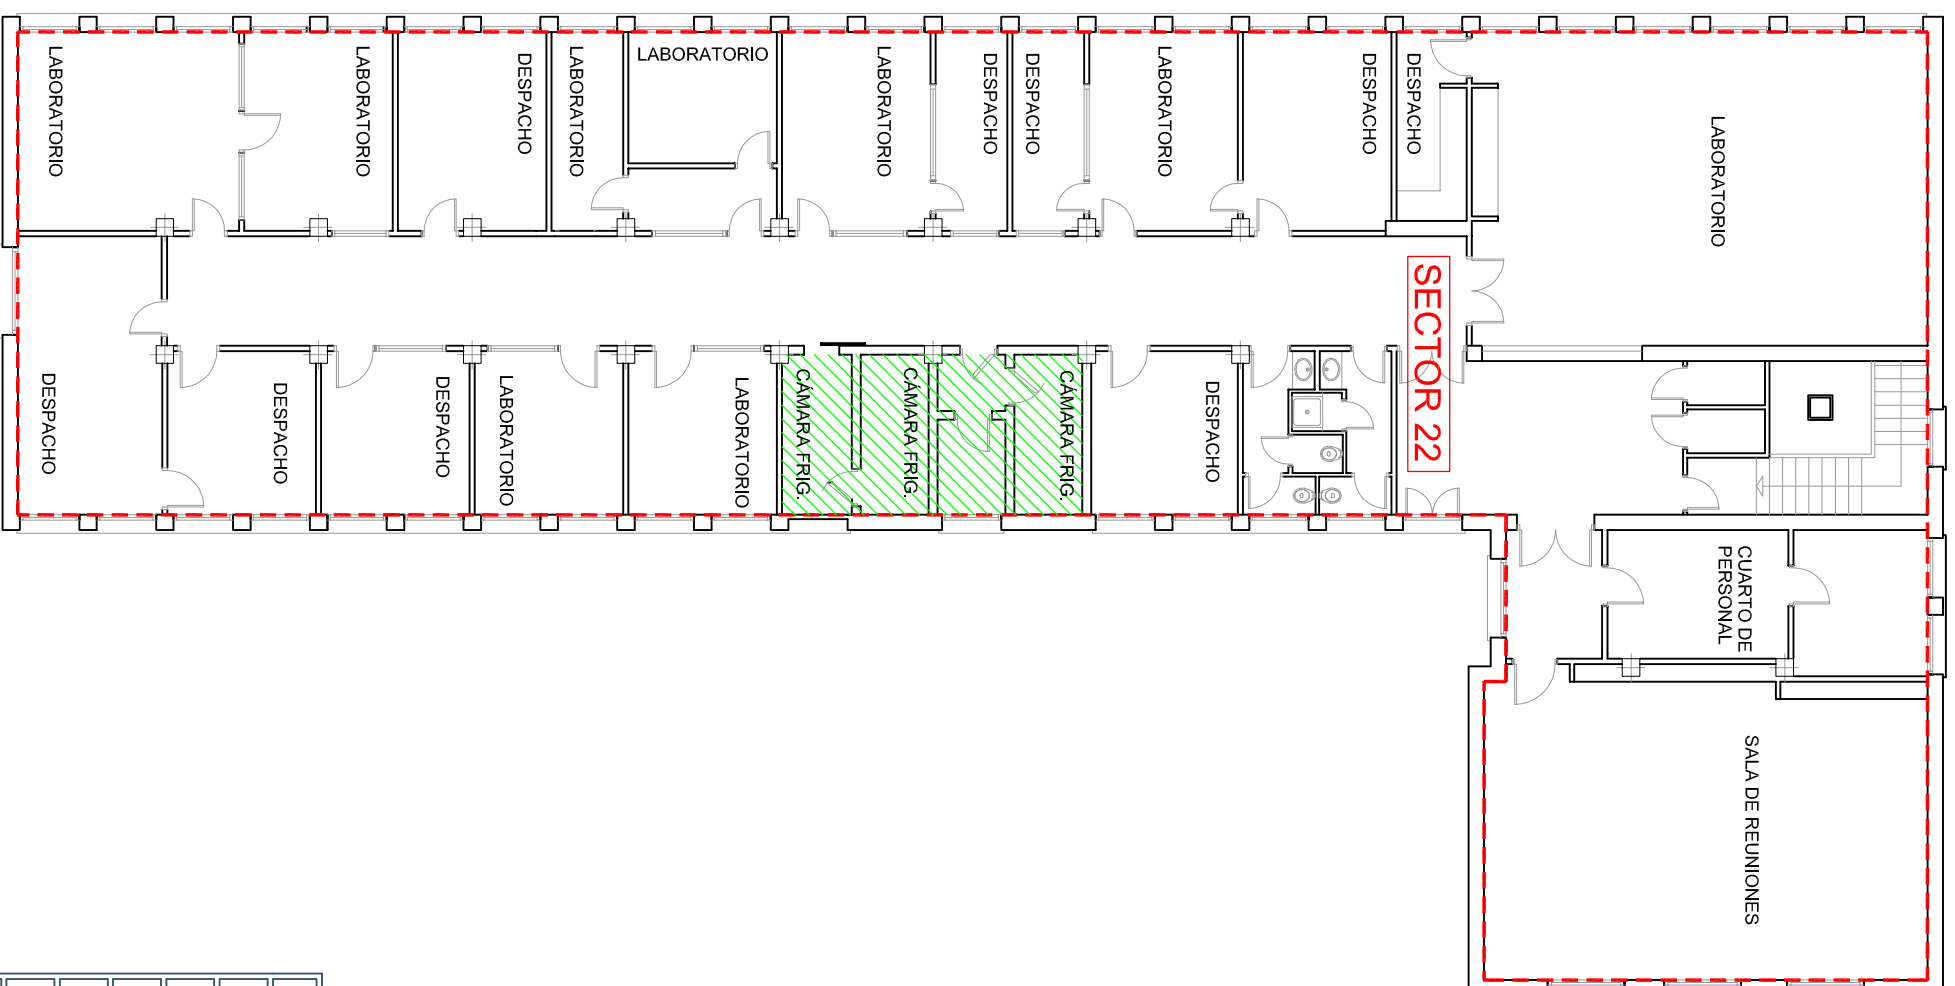 LABORATORIO
LABORATORIO
DESPACHO
LABORATORIO
LABORATORIO
LABORATORIO
DESPACHO
DESPACHO
LABORATORIO
DESPACHO
DESPACHO
LABORATORIO
SECTOR 22
DESPACHO
DESPACHO
DESPACHO
LABORATORIO
LABORATORIO
CÁMARA FRIG.
CÁMARA FRIG.
CÁMARA FRIG.
DESPACHO
CUARTO DE
PERSONAL
SALA DE REUNIONES